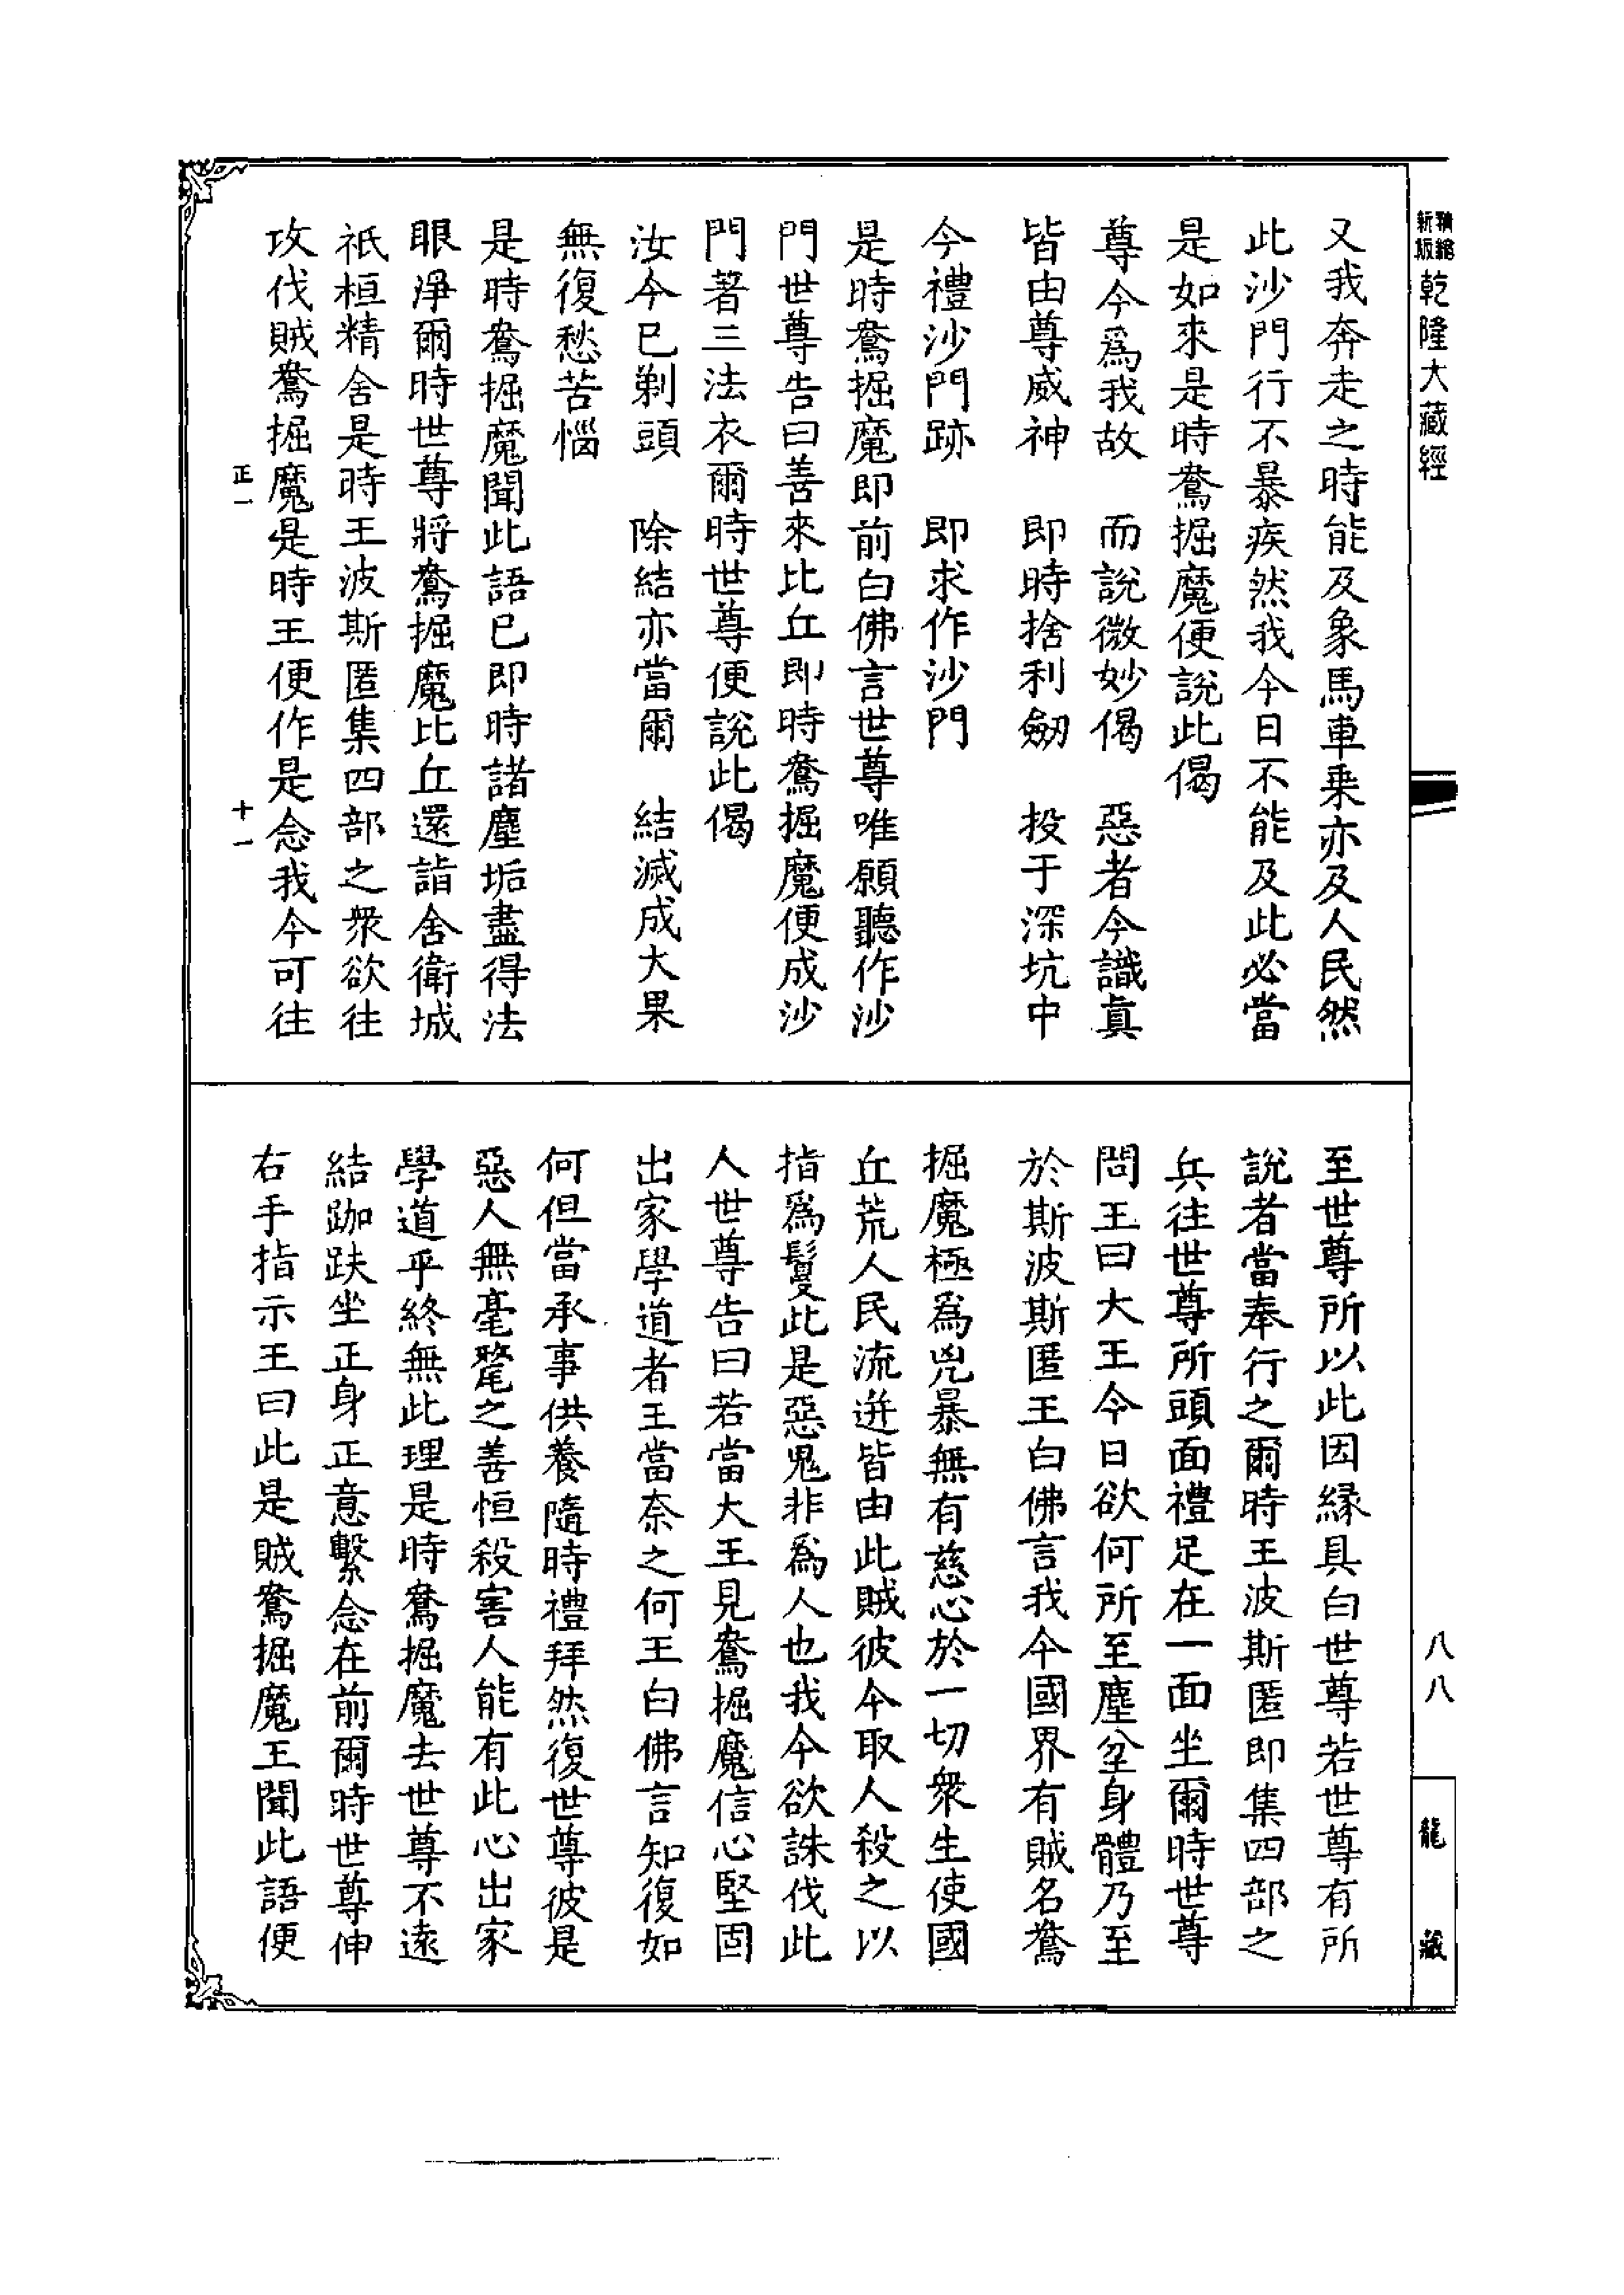 精縮
新版
乾隆大藏經
八八
龍藏
又我奔走之時能及象馬車乗亦及人民然
此沙門行不暴疾然我今日不能及此必當
是如來是時鴦掘魔便說此偈
尊今爲我故　而說微妙偈　惡者今識眞
皆由尊威神　即時捨利劒　投于深坑中
今禮沙門跡　即求作沙門
是時鴦掘魔即前白佛言世尊唯願聽作沙
門世尊告曰善來比丘即時鴦掘魔便成沙
門著三法衣爾時世尊便說此偈
汝今已剃頭　除結亦當爾　結滅成大果
無復愁苦惱
是時鴦掘魔聞此語已即時諸塵垢盡得法
眼淨爾時世尊將鴦掘魔比丘還詣舍衛城
祇桓精舍是時王波斯匿集四部之衆欲往
攻伐賊鴦掘魔是時王便作是念我今可往
正一　十一
至世尊所以此因緣具白世尊若世尊有所
說者當奉行之爾時王波斯匿即集四部之
兵往世尊所頭面禮足在一面坐爾時世尊
問王曰大王今日欲何所至塵坌身體乃至
於斯波斯匿王白佛言我今國界有賊名鴦
掘魔極爲兇暴無有慈心於一切衆生使國
丘荒人民流迸皆由此賊彼今取人殺之以
指爲鬘此是惡鬼非爲人也我今欲誅伐此
人世尊告曰若當大王見鴦掘魔信心堅固
出家學道者王當奈之何王白佛言知復如
何但當承事供養隨時禮拜然復世尊彼是
惡人無毫氂之善恒殺害人能有此心出家
學道乎終無此理是時鴦掘魔去世尊不遠
結跏趺坐正身正意繫念在前爾時世尊伸
右手指示王曰此是賊鴦掘魔王聞此語便